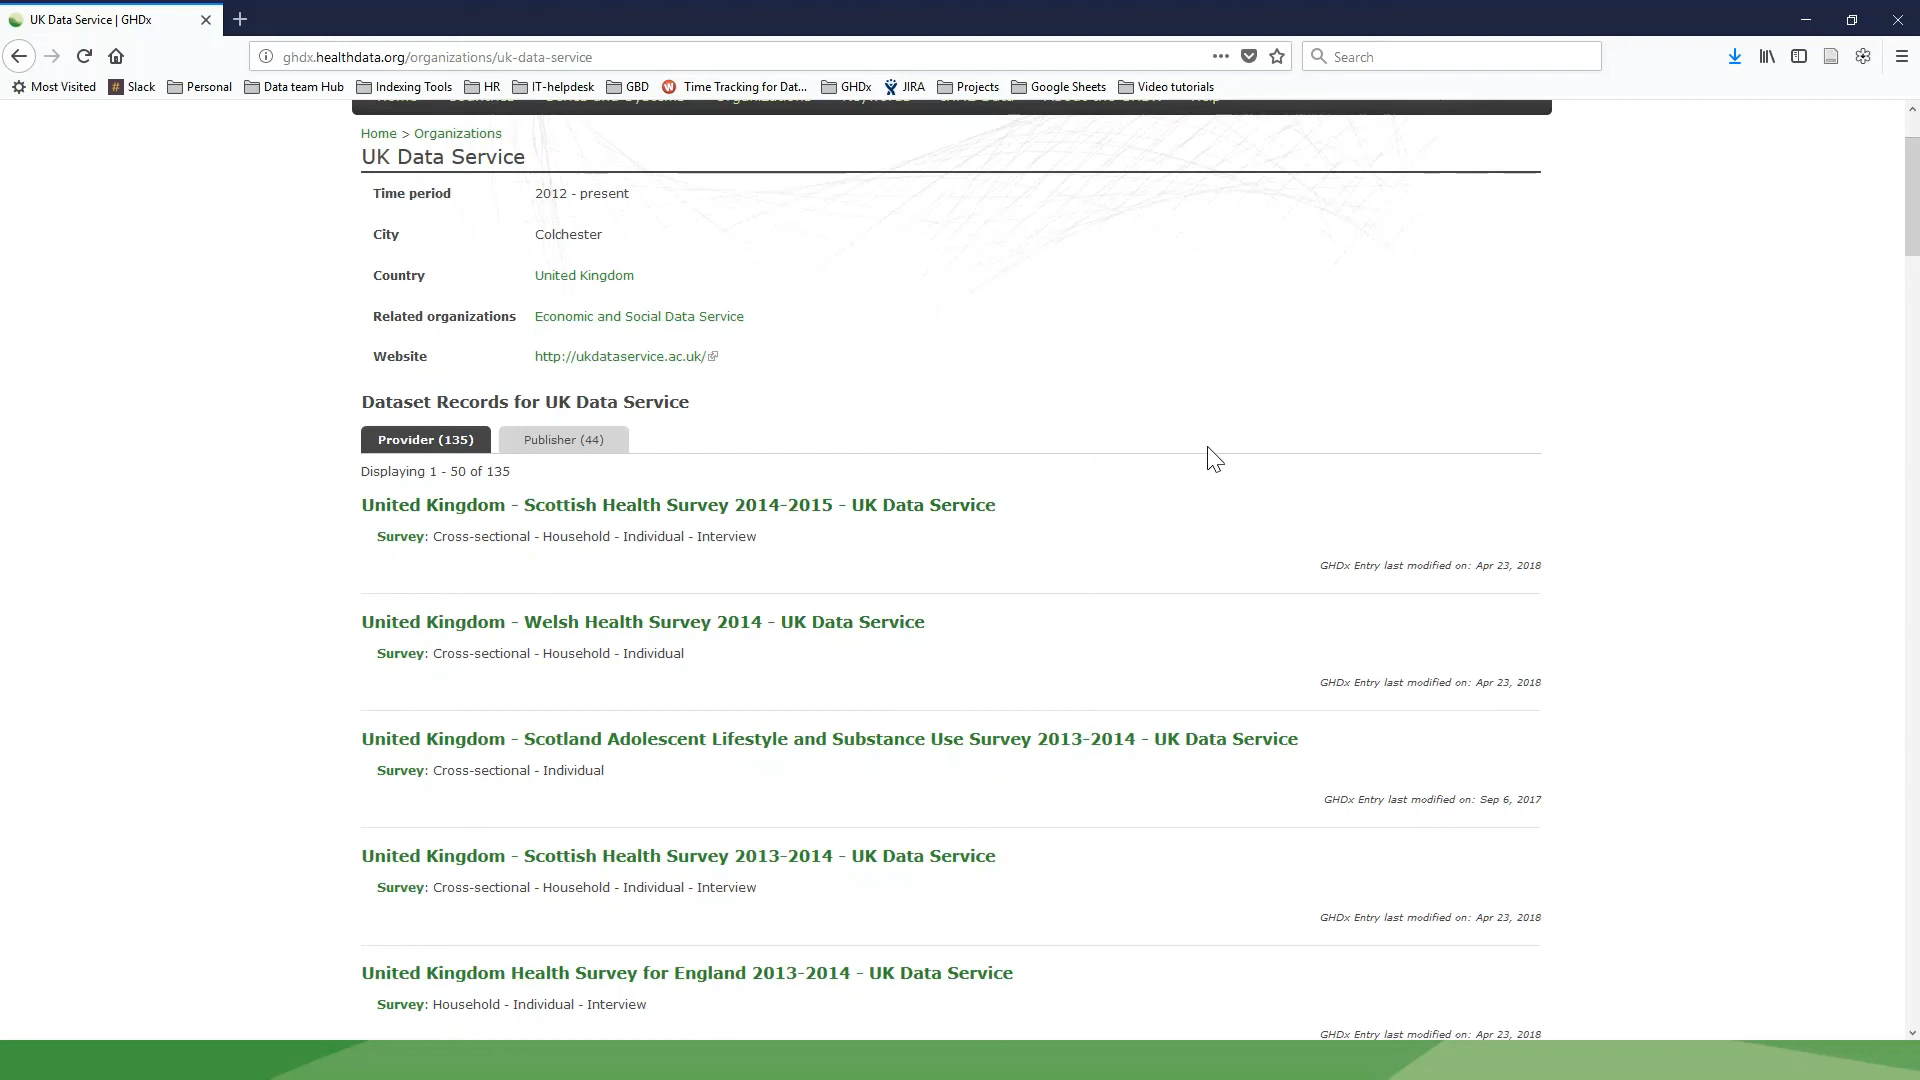 UK Data Service | GHDx
ghdx.healthdata.org/organizations/uk-data-service
Search
Most Visited Slack Personal Data team Hub Indexing Tools HR IT-helpdesk GBD Time Tracking for Dat... GHDx JIRA Projects Google Sheets Video tutorials
Home > Organizations
UK Data Service
Time period 2012 - present
City Colchester
Country United Kingdom
Related organizations Economic and Social Data Service
Website http://ukdataservice.ac.uk/
Dataset Records for UK Data Service
Provider (135) Publisher (44)
Displaying 1 - 50 of 135
United Kingdom - Scottish Health Survey 2014-2015 - UK Data Service
Survey: Cross-sectional - Household - Individual - Interview
GHDx Entry last modified on: Apr 23, 2018
United Kingdom - Welsh Health Survey 2014 - UK Data Service
Survey: Cross-sectional - Household - Individual
GHDx Entry last modified on: Apr 23, 2018
United Kingdom - Scotland Adolescent Lifestyle and Substance Use Survey 2013-2014 - UK Data Service
Survey: Cross-sectional - Individual
GHDx Entry last modified on: Sep 6, 2017
United Kingdom - Scottish Health Survey 2013-2014 - UK Data Service
Survey: Cross-sectional - Household - Individual - Interview
GHDx Entry last modified on: Apr 23, 2018
United Kingdom Health Survey for England 2013-2014 - UK Data Service
Survey: Household - Individual - Interview
GHDx Entry last modified on: Apr 23, 2018